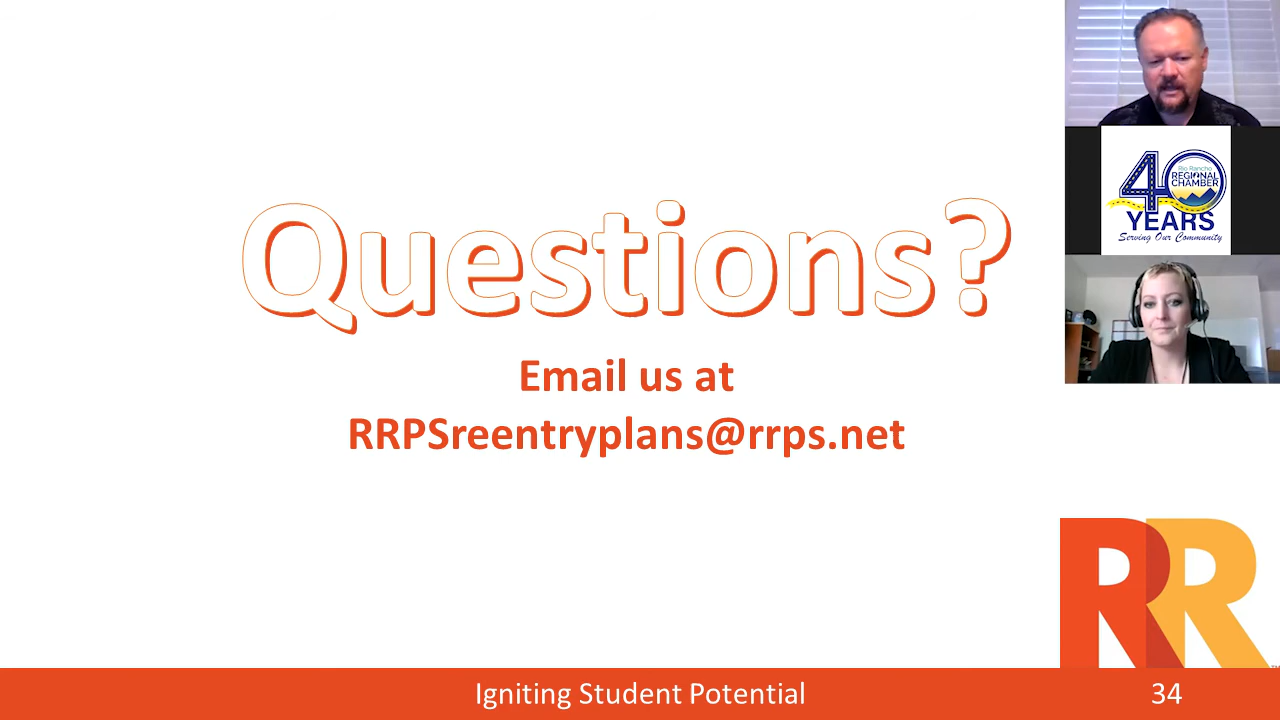 Questions?
Email us at
RRPSreentryplans@rrps.net
40
Rio Rancho
REGIONAL
CHAMBER
YEARS
Serving Our Community
RR
Igniting Student Potential
34